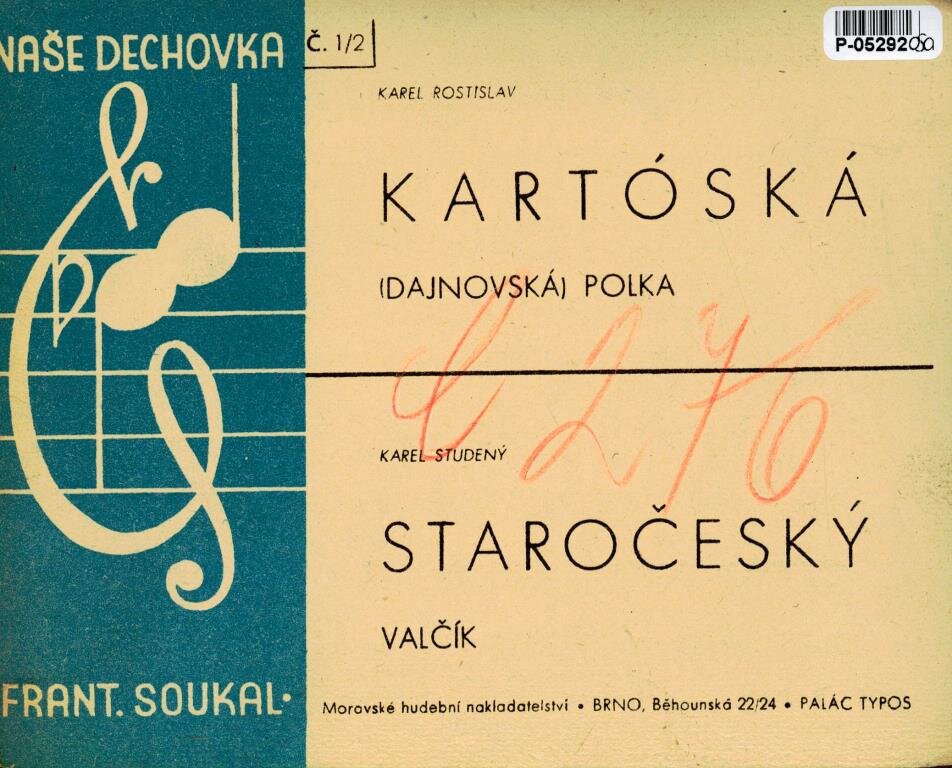 NAŠE DECHOVKA
Č. 1/2
P-05292
KAREL ROSTISLAV
KARTÓSKÁ
(DAJNOVSKÁ) POLKA
276
KAREL STUDENÝ
STAROČESKÝ
VALČÍK
FRANT. SOUKAL•
Moravské hudební nakladatelství • BRNO, Běhounská 22/24 • PALÁC TYPOS